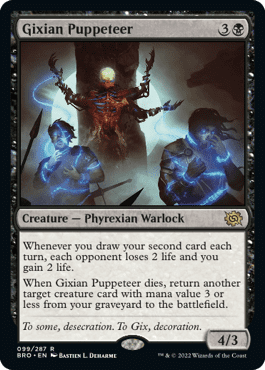 Gixian Puppeteer 3
Creature — Phyrexian Warlock
Whenever you draw your second card each
turn, each opponent loses 2 life and you
gain 2 life.
When Gixian Puppeteer dies, return another
target creature card with mana value 3 or
less from your graveyard to the battlefield.
To some, desecration. To Gix, decoration.
4/3
099/287 R
BRO • EN BASTIEN L. DEHARME ™ & © 2022 Wizards of the Coast